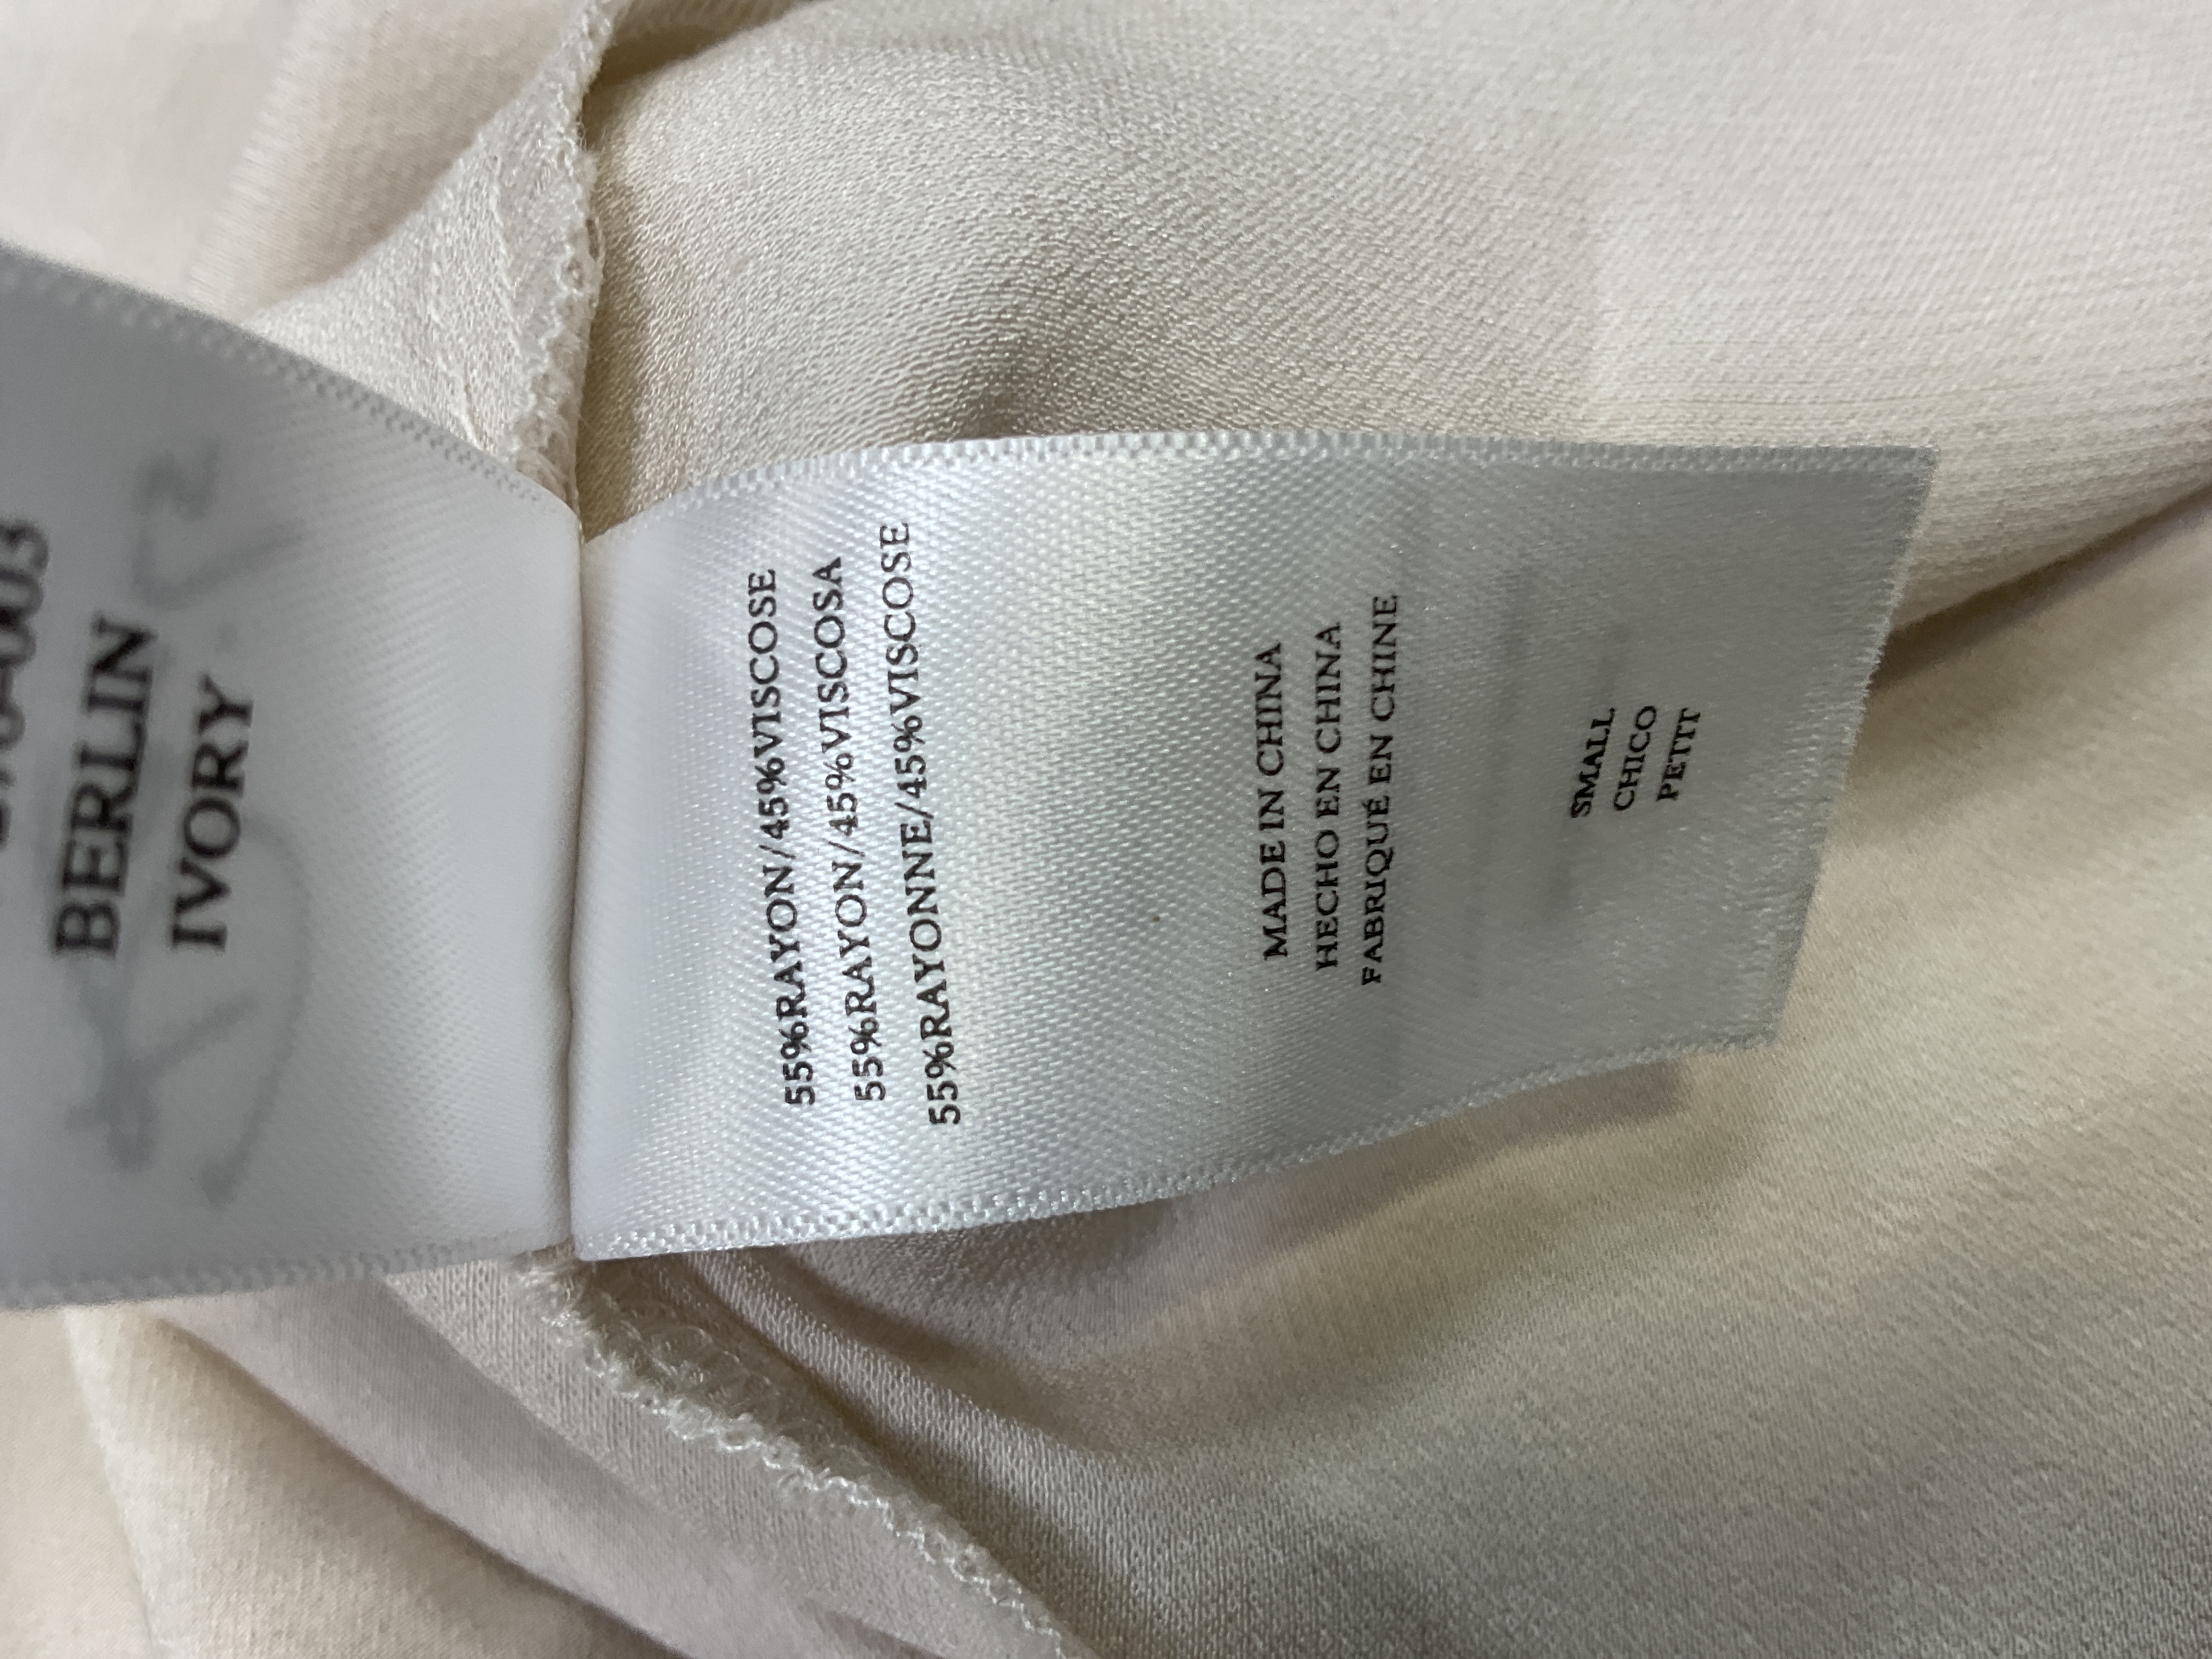 BERLIN
IVORY
55%RAYON/45%VISCOSE
55%RAYON/45%VISCOSA
55%RAYONNE/45%VISCOSE
MADE IN CHINA
HECHO EN CHINA
FABRIQUÉ EN CHINE
SMALL
CHICO
PETIT